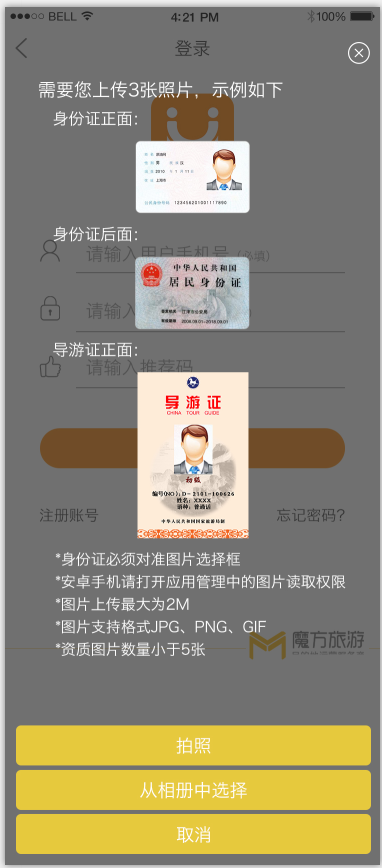 BELL 4:21 PM 100%
登录
需要您上传3张照片，示例如下
身份证正面：
123456201001117890
身份证后面：
请输入用户手机号（必填）
中华人民共和国
居民身份证
请输入
导游证正面：
请输入推荐码
导游证
CHINA TOUR GUIDE
编号(NO):D-2101-100626
姓名：XXXX
语种：普通话
中华人民共和国国家旅游局制
注册账号 忘记密码?
*身份证必须对准图片选择框
*安卓手机请打开应用管理中的图片读取权限
*图片上传最大为2M
*图片支持格式JPG、PNG、GIF
*资质图片数量小于5张
魔方旅游
拍照
从相册中选择
取消